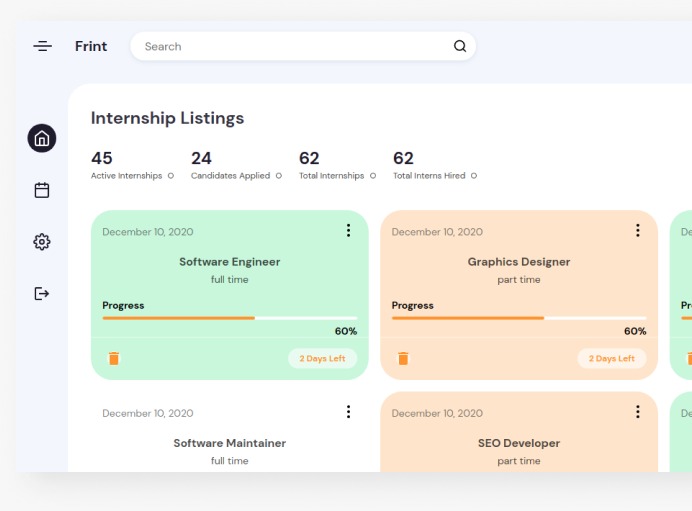 Frint
Search
Internship Listings
45 24 62 62
Active Internships Candidates Applied Total Internships Total Interns Hired
December 10, 2020
Software Engineer
full time
Progress
60%
2 Days Left
December 10, 2020
Graphics Designer
part time
Progress
60%
2 Days Left
December 10, 2020
Software Maintainer
full time
December 10, 2020
SEO Developer
part time